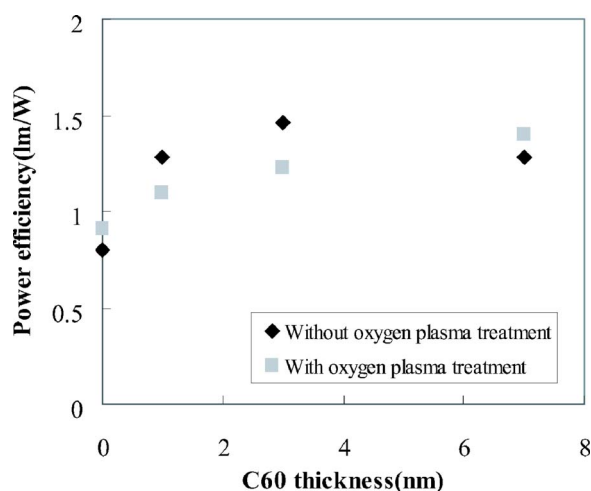 2
1.5
1
0.5
0
Power efficiency(lm/W)
Without oxygen plasma treatment
With oxygen plasma treatment
0 2 4 6 8
C60 thickness(nm)